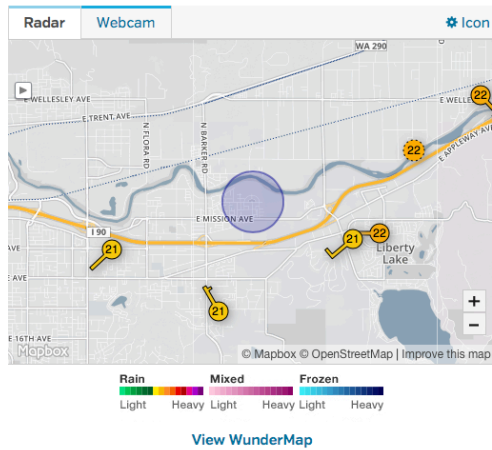 Radar
Webcam
Icon
WA 290
E WELLESLEY AVE
E WELLE
22
E TRENT AVE
N FLORA RD
N BARKER RD
22
E APPLEWAY AVE
E MISSION AVE
I 90
21
21
22
AVE
Liberty
Lake
E AVE
21
+
−
E 16TH AVE
Mapbox
© Mapbox © OpenStreetMap | Improve this map
Rain
Mixed
Frozen
Light
Heavy
Light
Heavy
Light
Heavy
View WunderMap